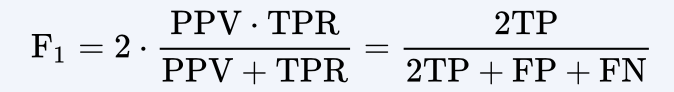 F₁ = 2 · PPV · TPR / PPV + TPR = 2TP / 2TP + FP + FN